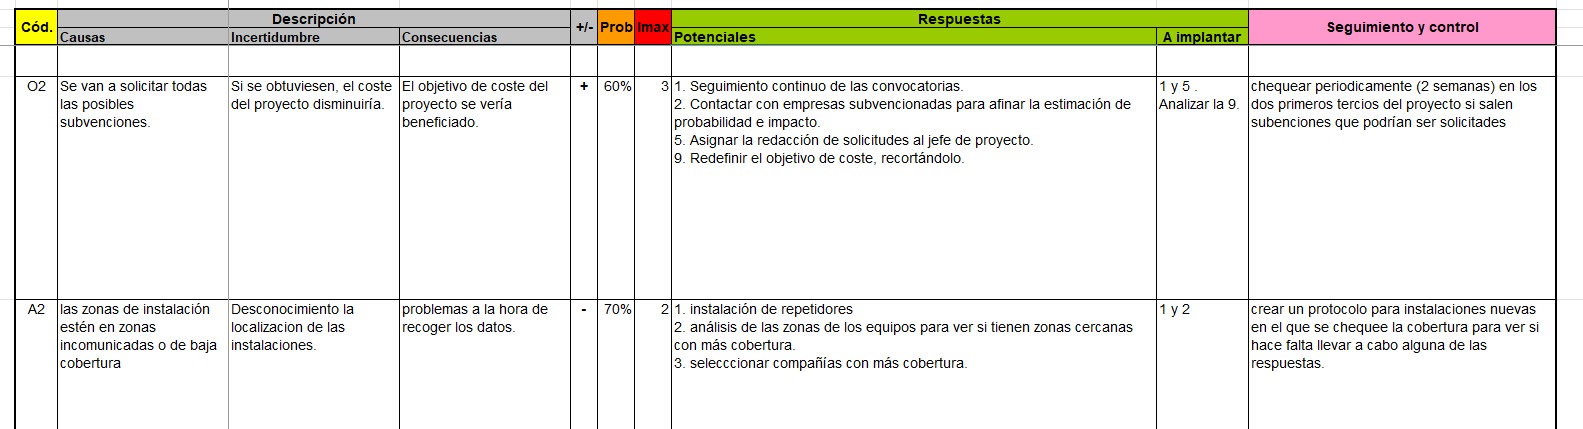 Cód. Descripción +/- Prob Imax Respuestas Seguimiento y control
Causas Incertidumbre Consecuencias Potenciales A implantar
O2 Se van a solicitar todas Si se obtuviesen, el coste El objetivo de coste del + 60% 3 1. Seguimiento continuo de las convocatorias. 1 y 5 . chequear periodicamente (2 semanas) en los
las posibles del proyecto disminuiría. proyecto se vería 2. Contactar con empresas subvencionadas para afinar la estimación de Analizar la 9. dos primeros tercios del proyecto si salen
subvenciones. beneficiado. probabilidad e impacto. subenciones que podrían ser solicitades
5. Asignar la redacción de solicitudes al jefe de proyecto.
9. Redefinir el objetivo de coste, recortándolo.
A2 las zonas de instalación Desconocimiento la problemas a la hora de - 70% 2 1. instalación de repetidores 1 y 2 crear un protocolo para instalaciones nuevas
estén en zonas localizacion de las recoger los datos. 2. análisis de las zonas de los equipos para ver si tienen zonas cercanas en el que se chequee la cobertura para ver si
incomunicadas o de baja instalaciones. con más cobertura. hace falta llevar a cabo alguna de las
cobertura 3. selecccionar compañías con más cobertura. respuestas.